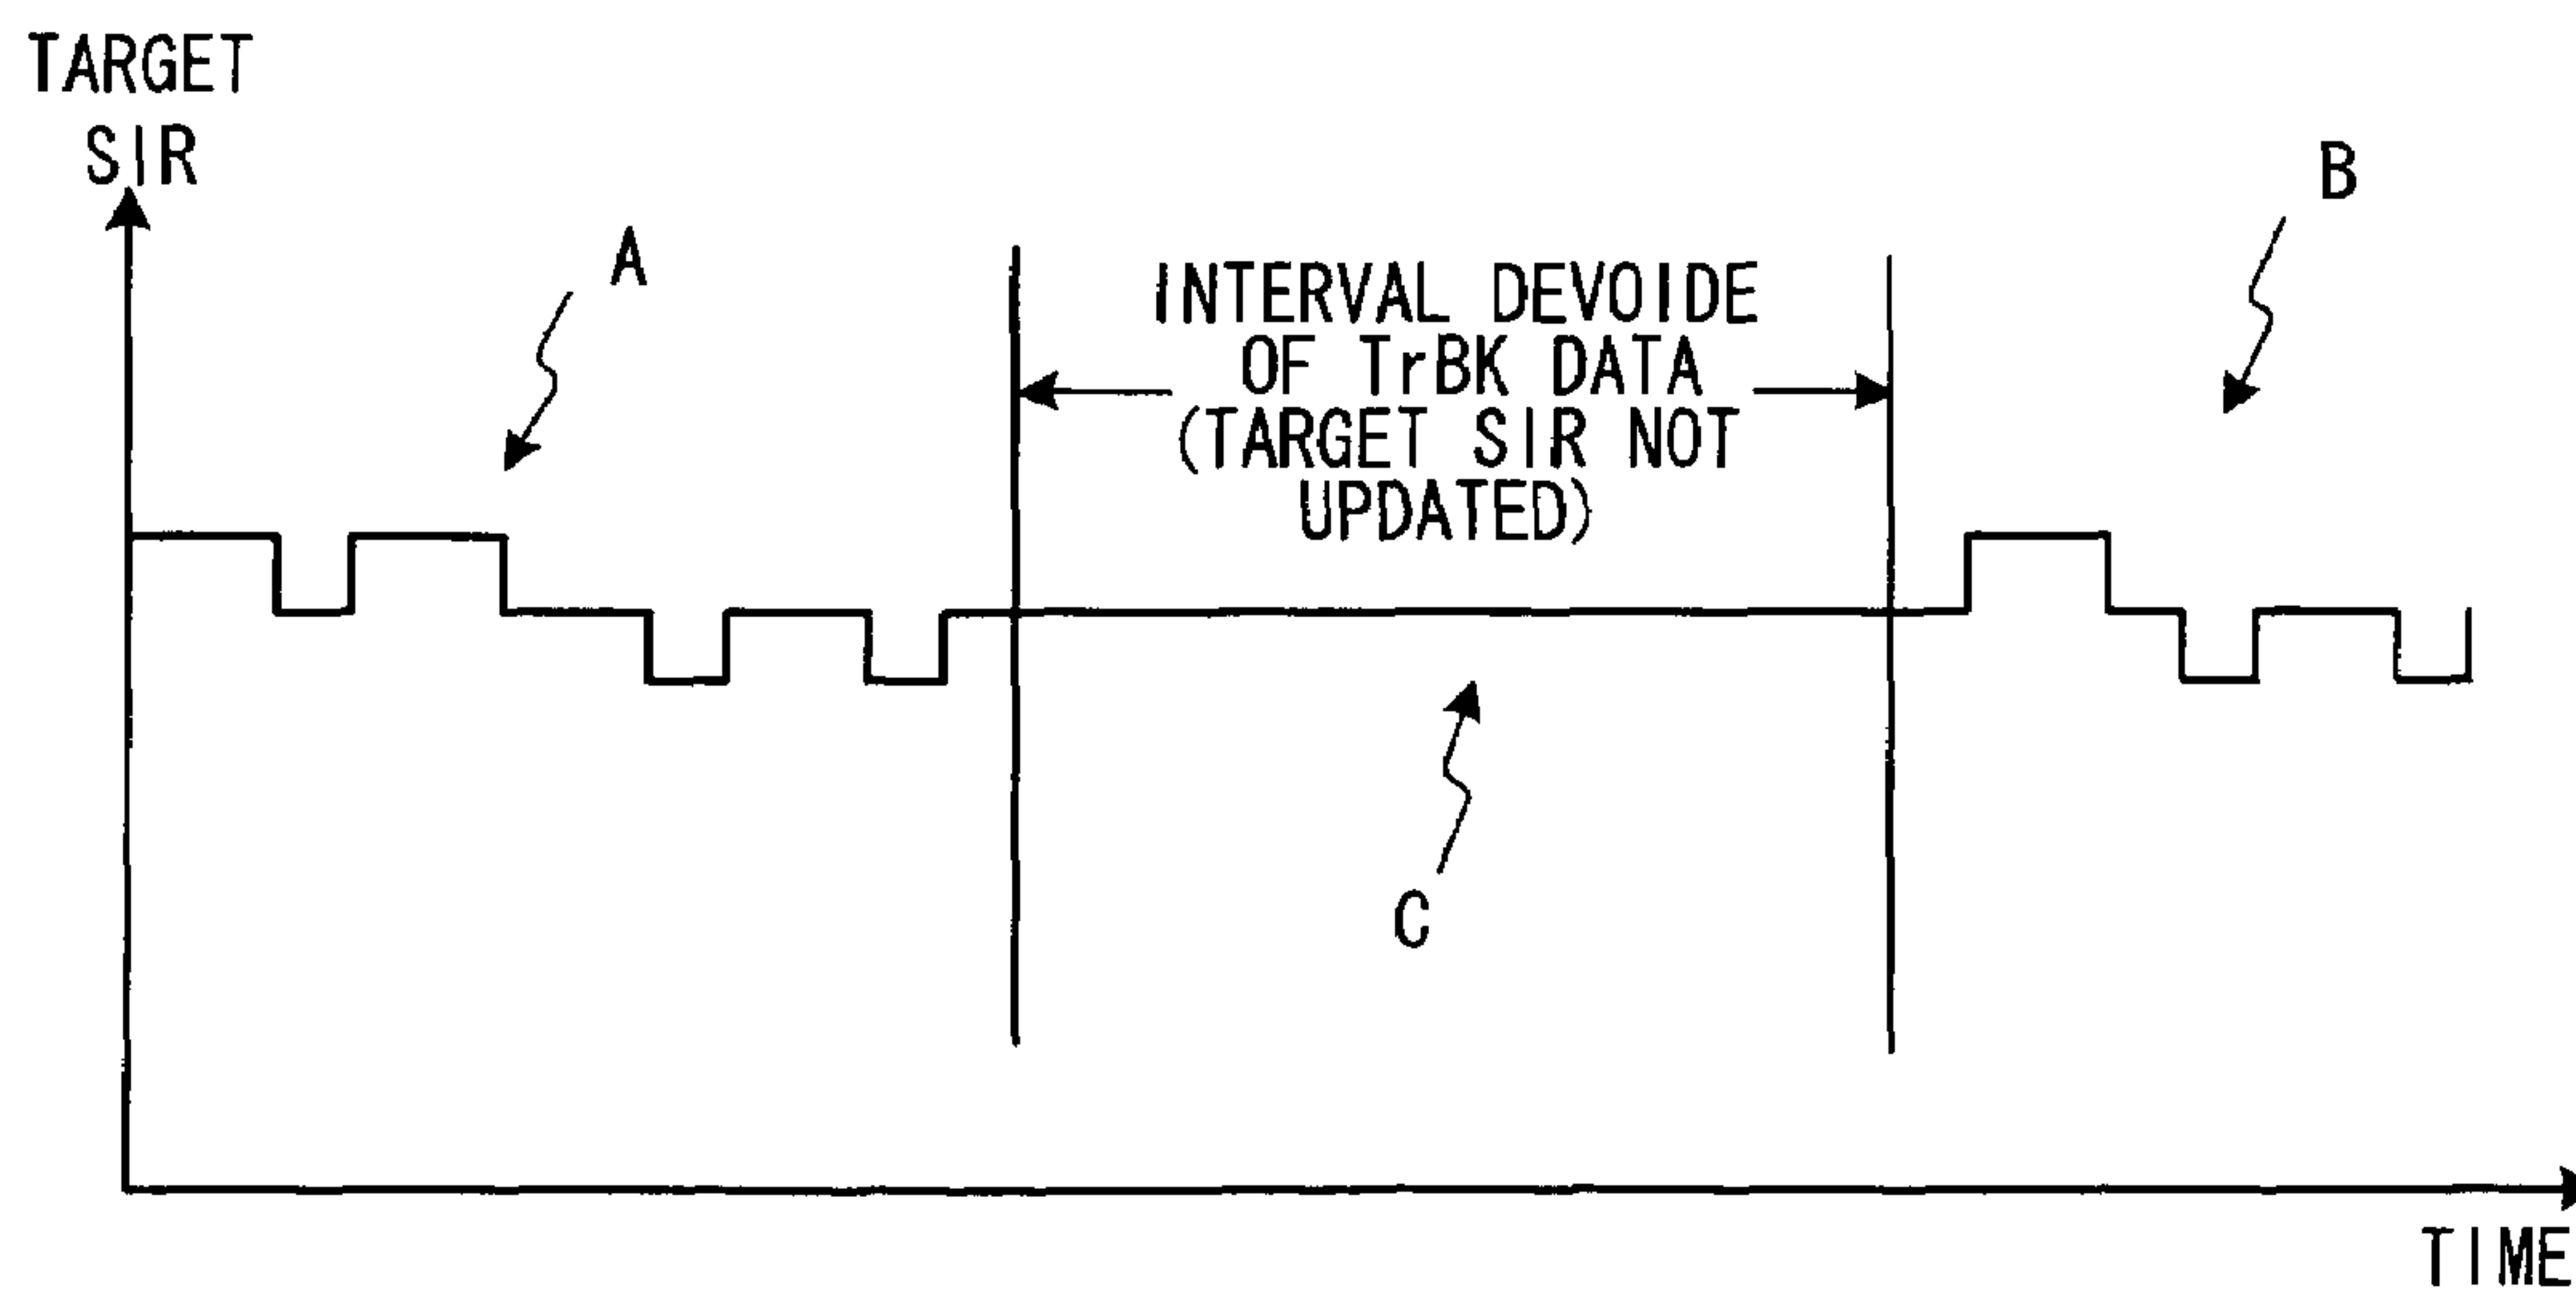 TARGET
SIR
A
B
INTERVAL DEVOIDE
OF TrBK DATA
(TARGET SIR NOT
UPDATED)
C
TIME